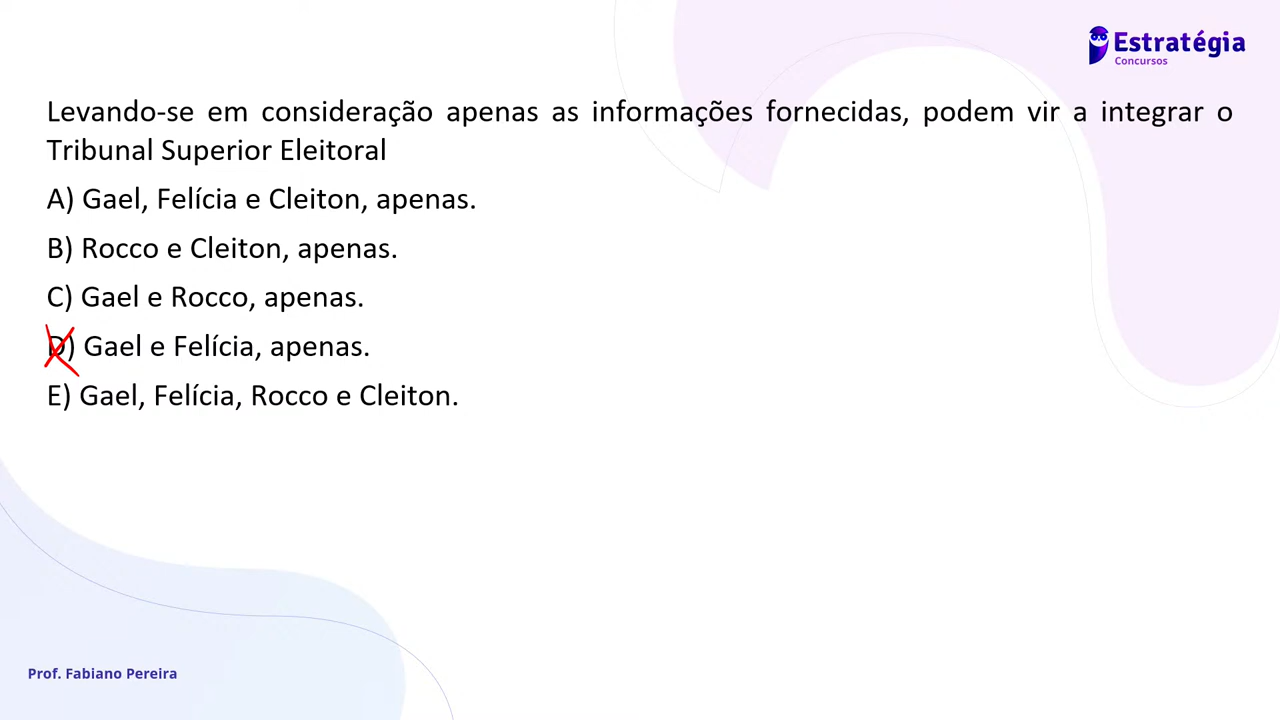 Estratégia
Concursos
Levando-se em consideração apenas as informações fornecidas, podem vir a integrar o
Tribunal Superior Eleitoral
A) Gael, Felícia e Cleiton, apenas.
B) Rocco e Cleiton, apenas.
C) Gael e Rocco, apenas.
D) Gael e Felícia, apenas.
E) Gael, Felícia, Rocco e Cleiton.
Prof. Fabiano Pereira